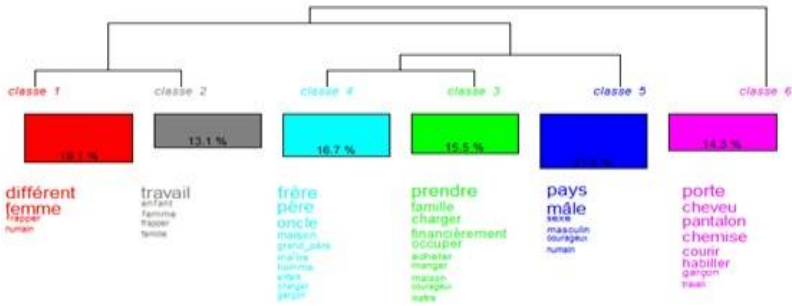 classe 1
classe 2
classe 4
classe 3
classe 5
classe 6
13.1 %
16.7 %
15.5 %
14.3 %
différent
femme
frapper
humain
travail
enfant
femme
frapper
famille
frère
père
oncle
maison
grand_père
maître
homme
enfant
charger
garçon
prendre
famille
charger
financièrement
occuper
acheter
manger
maison
courageux
pays
mâle
sexe
masculin
courageux
humain
porte
cheveu
pantalon
chemise
courir
habiller
garçon
travail